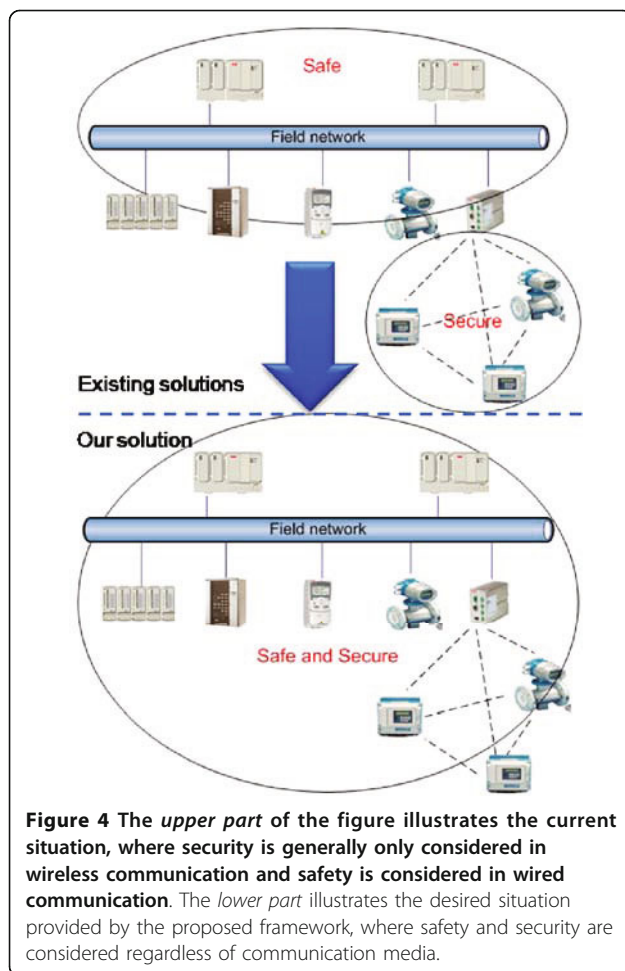 Safe
Field network
Secure
Existing solutions
Our solution
Field network
Safe and Secure
Figure 4 The upper part of the figure illustrates the current
situation, where security is generally only considered in
wireless communication and safety is considered in wired
communication. The lower part illustrates the desired situation
provided by the proposed framework, where safety and security are
considered regardless of communication media.